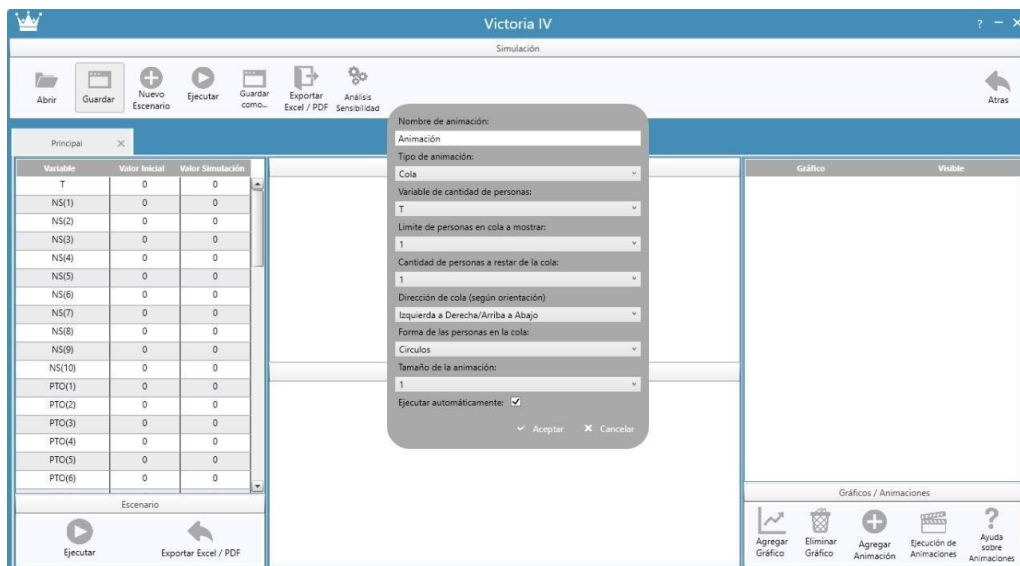 Victoria IV
? − ×
Simulación
Abrir
Guardar
Nuevo
Escenario
Ejecutar
Guardar
como...
Exportar
Excel / PDF
Análisis
Sensibilidad
Atras
Principal ×
Variable Valor Inicial Valor Simulación
T 0 0
NS(1) 0 0
NS(2) 0 0
NS(3) 0 0
NS(4) 0 0
NS(5) 0 0
NS(6) 0 0
NS(7) 0 0
NS(8) 0 0
NS(9) 0 0
NS(10) 0 0
PTO(1) 0 0
PTO(2) 0 0
PTO(3) 0 0
PTO(4) 0 0
PTO(5) 0 0
PTO(6) 0 0
Escenario
Ejecutar
Exportar Excel / PDF
Nombre de animación:
Animación
Tipo de animación:
Cola
Variable de cantidad de personas:
T
Limite de personas en cola a mostrar:
1
Cantidad de personas a restar de la cola:
1
Dirección de cola (según orientación)
Izquierda a Derecha/Arriba a Abajo
Forma de las personas en la cola:
Circulos
Tamaño de la animación:
1
Ejecutar automáticamente:
Aceptar Cancelar
Gráfico Visible
Gráficos / Animaciones
Agregar
Gráfico
Eliminar
Gráfico
Agregar
Animación
Ejecución de
Animaciones
Ayuda
sobre
Animaciones